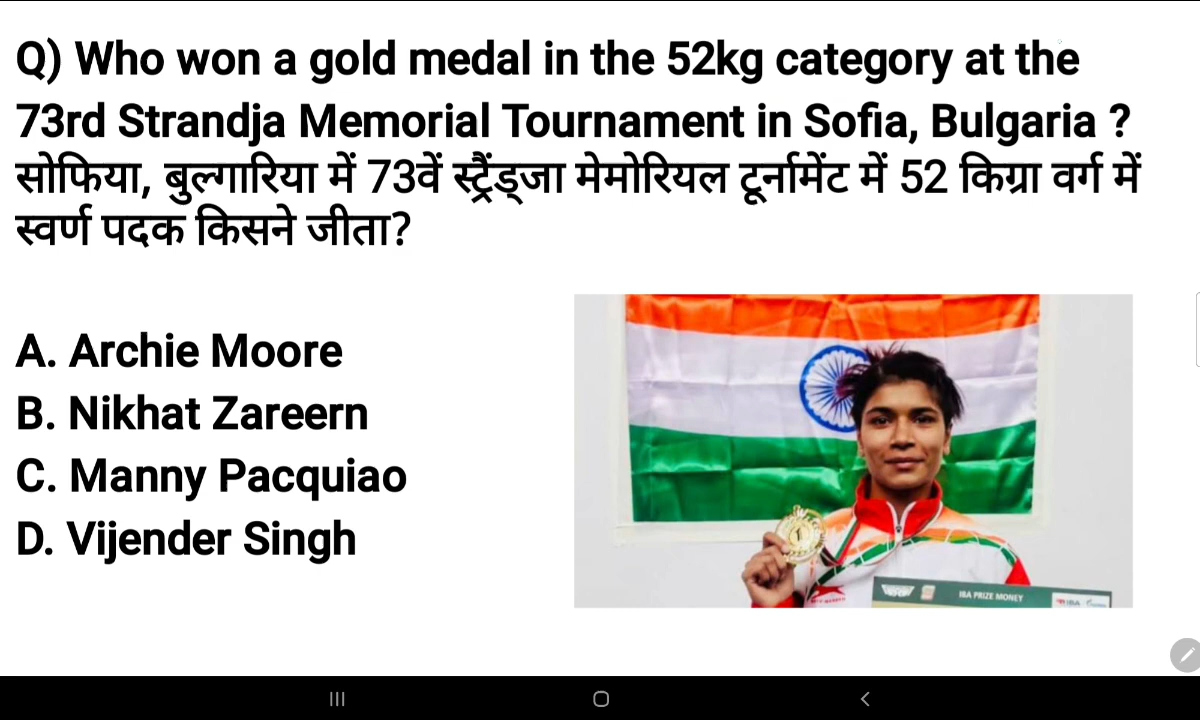 Q) Who won a gold medal in the 52kg category at the
73rd Strandja Memorial Tournament in Sofia, Bulgaria ?
सोफिया, बुल्गारिया में 73वें स्ट्रैंड्जा मेमोरियल टूर्नामेंट में 52 किग्रा वर्ग में
स्वर्ण पदक किसने जीता?
A. Archie Moore
B. Nikhat Zareern
C. Manny Pacquiao
D. Vijender Singh
IBA PRIZE MONEY
IBA